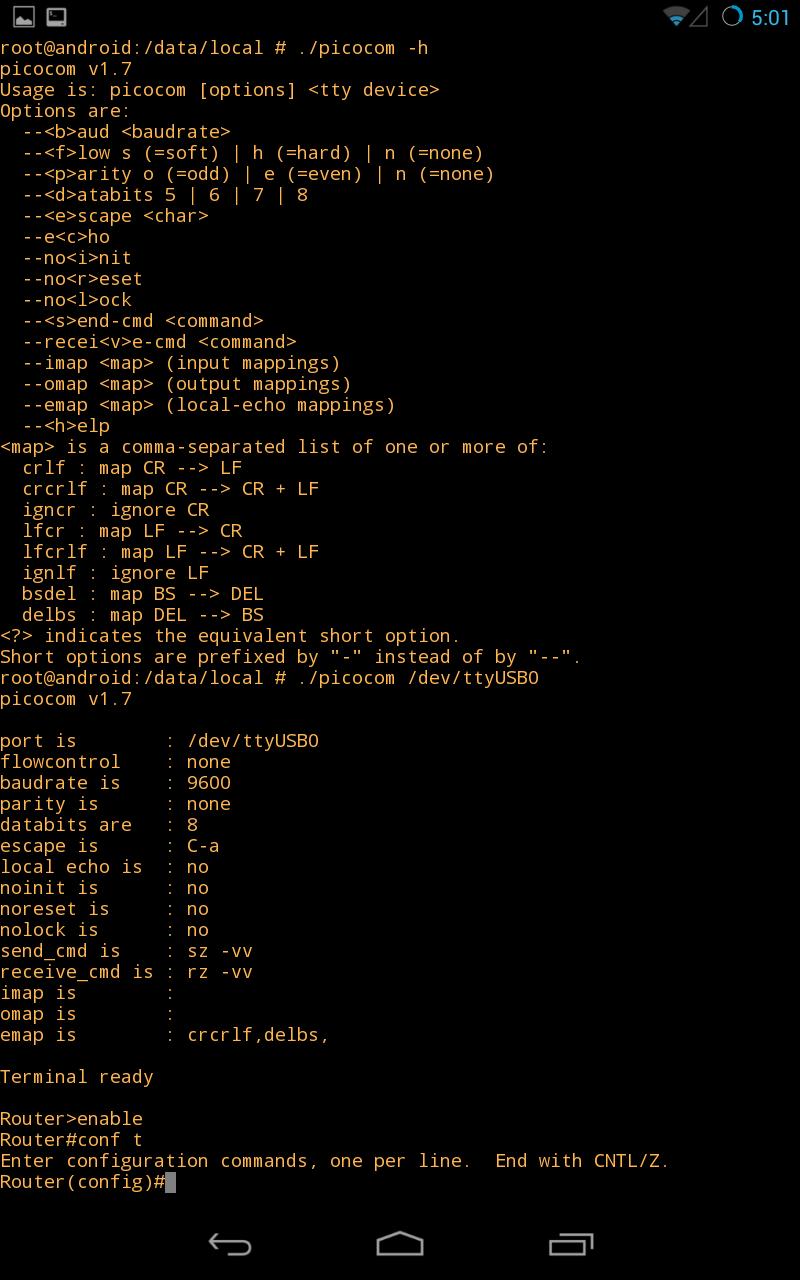 5:01
root@android:/data/local # ./picocom -h
picocom v1.7
Usage is: picocom [options] <tty device>
Options are:
  --<b>aud <baudrate>
  --<f>low s (=soft) | h (=hard) | n (=none)
  --<p>arity o (=odd) | e (=even) | n (=none)
  --<d>atabits 5 | 6 | 7 | 8
  --<e>scape <char>
  --e<c>ho
  --no<i>nit
  --no<r>eset
  --no<l>ock
  --<s>end-cmd <command>
  --recei<v>e-cmd <command>
  --imap <map> (input mappings)
  --omap <map> (output mappings)
  --emap <map> (local-echo mappings)
  --<h>elp
<map> is a comma-separated list of one or more of:
  crlf : map CR --> LF
  crcrlf : map CR --> CR + LF
  igncr : ignore CR
  lfcr : map LF --> CR
  lfcrlf : map LF --> CR + LF
  ignlf : ignore LF
  bsdel : map BS --> DEL
  delbs : map DEL --> BS
<?> indicates the equivalent short option.
Short options are prefixed by "-" instead of by "--".
root@android:/data/local # ./picocom /dev/ttyUSB0
picocom v1.7
port is        : /dev/ttyUSB0
flowcontrol    : none
baudrate is    : 9600
parity is      : none
databits are   : 8
escape is      : C-a
local echo is  : no
noinit is      : no
noreset is     : no
nolock is      : no
send_cmd is    : sz -vv
receive_cmd is : rz -vv
imap is        :
omap is        :
emap is        : crcrlf,delbs,
Terminal ready
Router>enable
Router#conf t
Enter configuration commands, one per line.  End with CNTL/Z.
Router(config)#